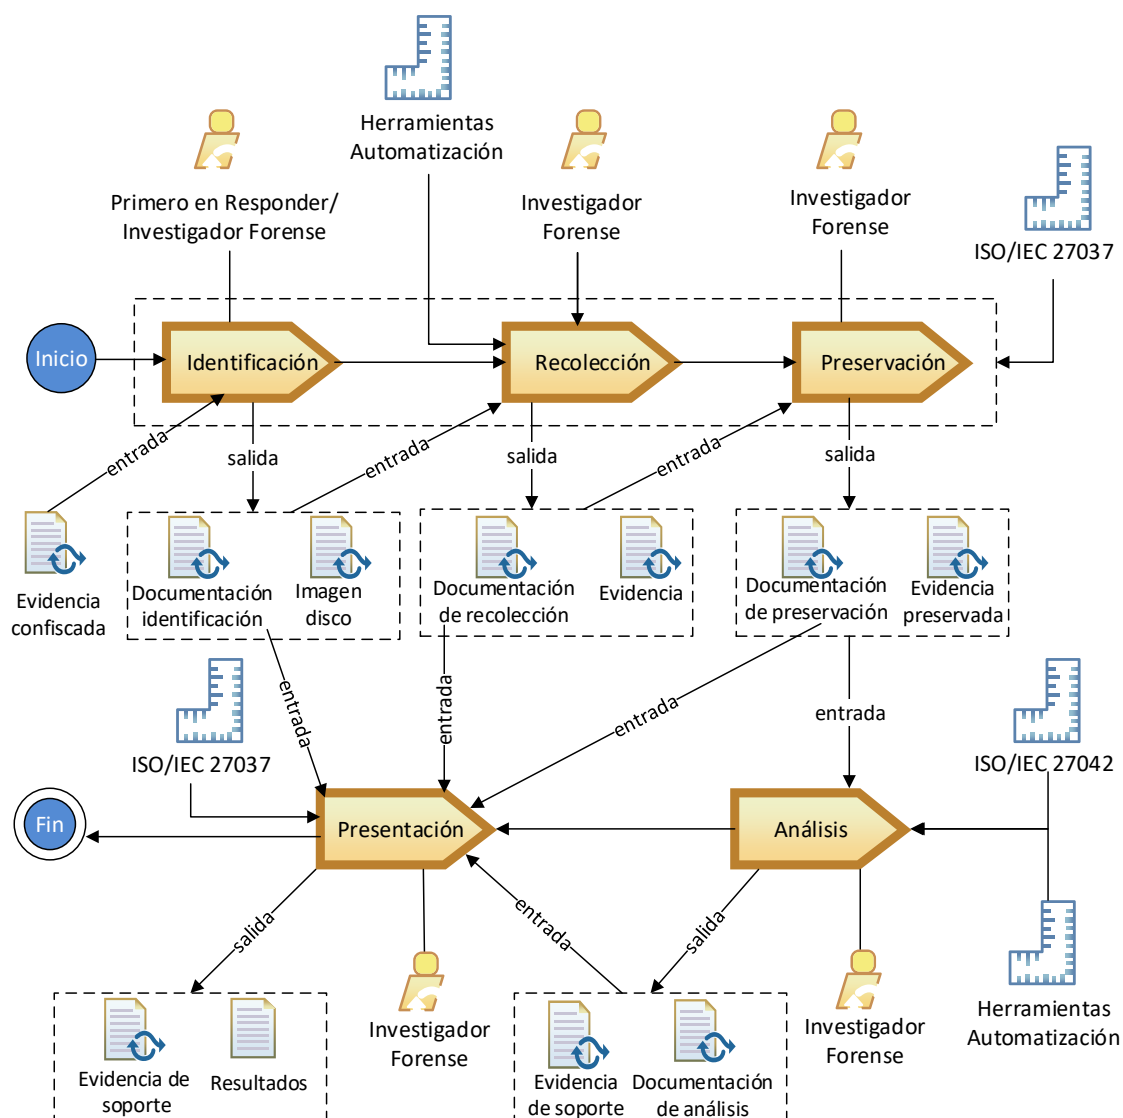 Herramientas
Automatización
Primero en Responder/
Investigador Forense
Investigador
Forense
Investigador
Forense
ISO/IEC 27037
Inicio
Identificación
Recolección
Preservación
entrada
salida
entrada
salida
entrada
salida
Evidencia
confiscada
Documentación
identificación
Imagen
disco
Documentación
de recolección
Evidencia
Documentación
de preservación
Evidencia
preservada
entrada
entrada
entrada
entrada
ISO/IEC 27037
ISO/IEC 27042
Fin
Presentación
Análisis
salida
entrada
salida
Investigador
Forense
Investigador
Forense
Herramientas
Automatización
Evidencia de
soporte
Resultados
Evidencia
de soporte
Documentación
de análisis